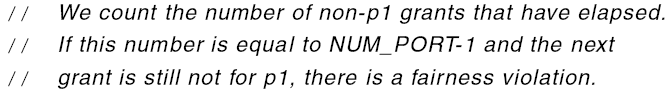 // We count the number of non-p1 grants that have elapsed.
// If this number is equal to NUM_PORT-1 and the next
// grant is still not for p1, there is a fairness violation.